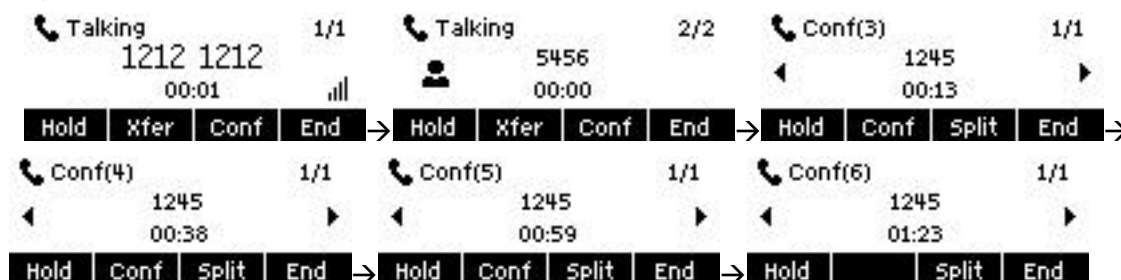 Talking 1/1
1212 1212
00:01
Hold Xfer Conf End →
Talking 2/2
5456
00:00
Hold Xfer Conf End →
Conf(3) 1/1
1245
00:13
Hold Conf Split End →
Conf(4) 1/1
1245
00:38
Hold Conf Split End →
Conf(5) 1/1
1245
00:59
Hold Conf Split End →
Conf(6) 1/1
1245
01:23
Hold Split End